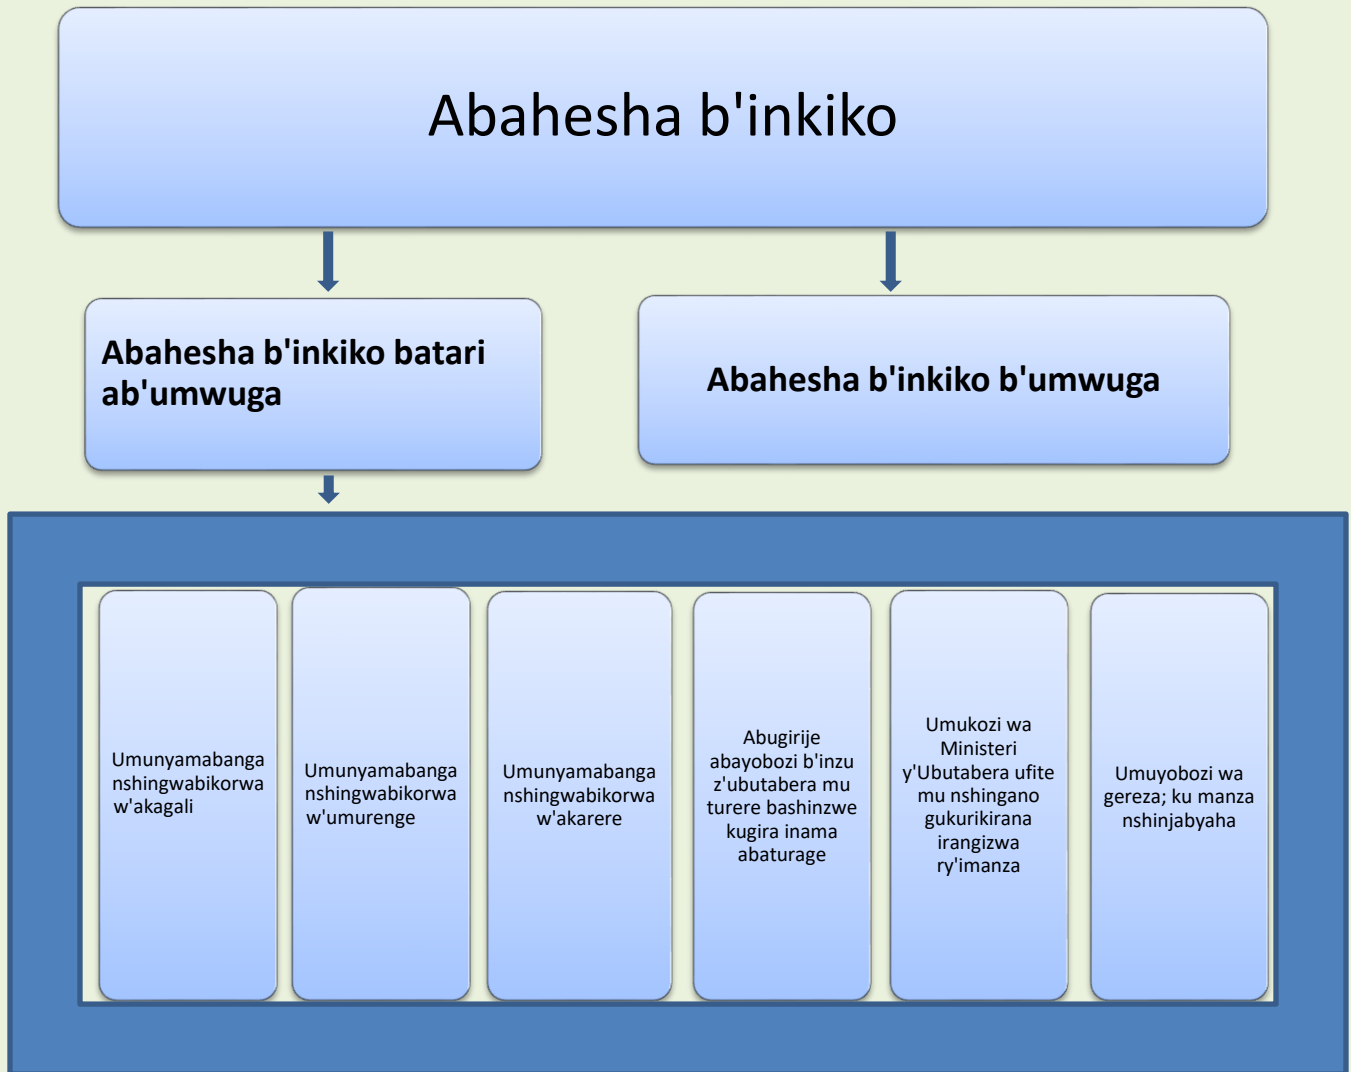 Abahesha b'inkiko
Abahesha b'inkiko batari
ab'umwuga
Abahesha b'inkiko b'umwuga
Umunyamabanga
nshingwabikorwa
w'akagali
Umunyamabanga
nshingwabikorwa
w'umurenge
Umunyamabanga
nshingwabikorwa
w'akarere
Abugirije
abayobozi b'inzu
z'ubutabera mu
turere bashinzwe
kugira inama
abaturage
Umukozi wa
Ministeri
y'Ubutabera ufite
mu nshingano
gukurikirana
irangizwa
ry'imanza
Umuyobozi wa
gereza; ku manza
nshinjabyaha